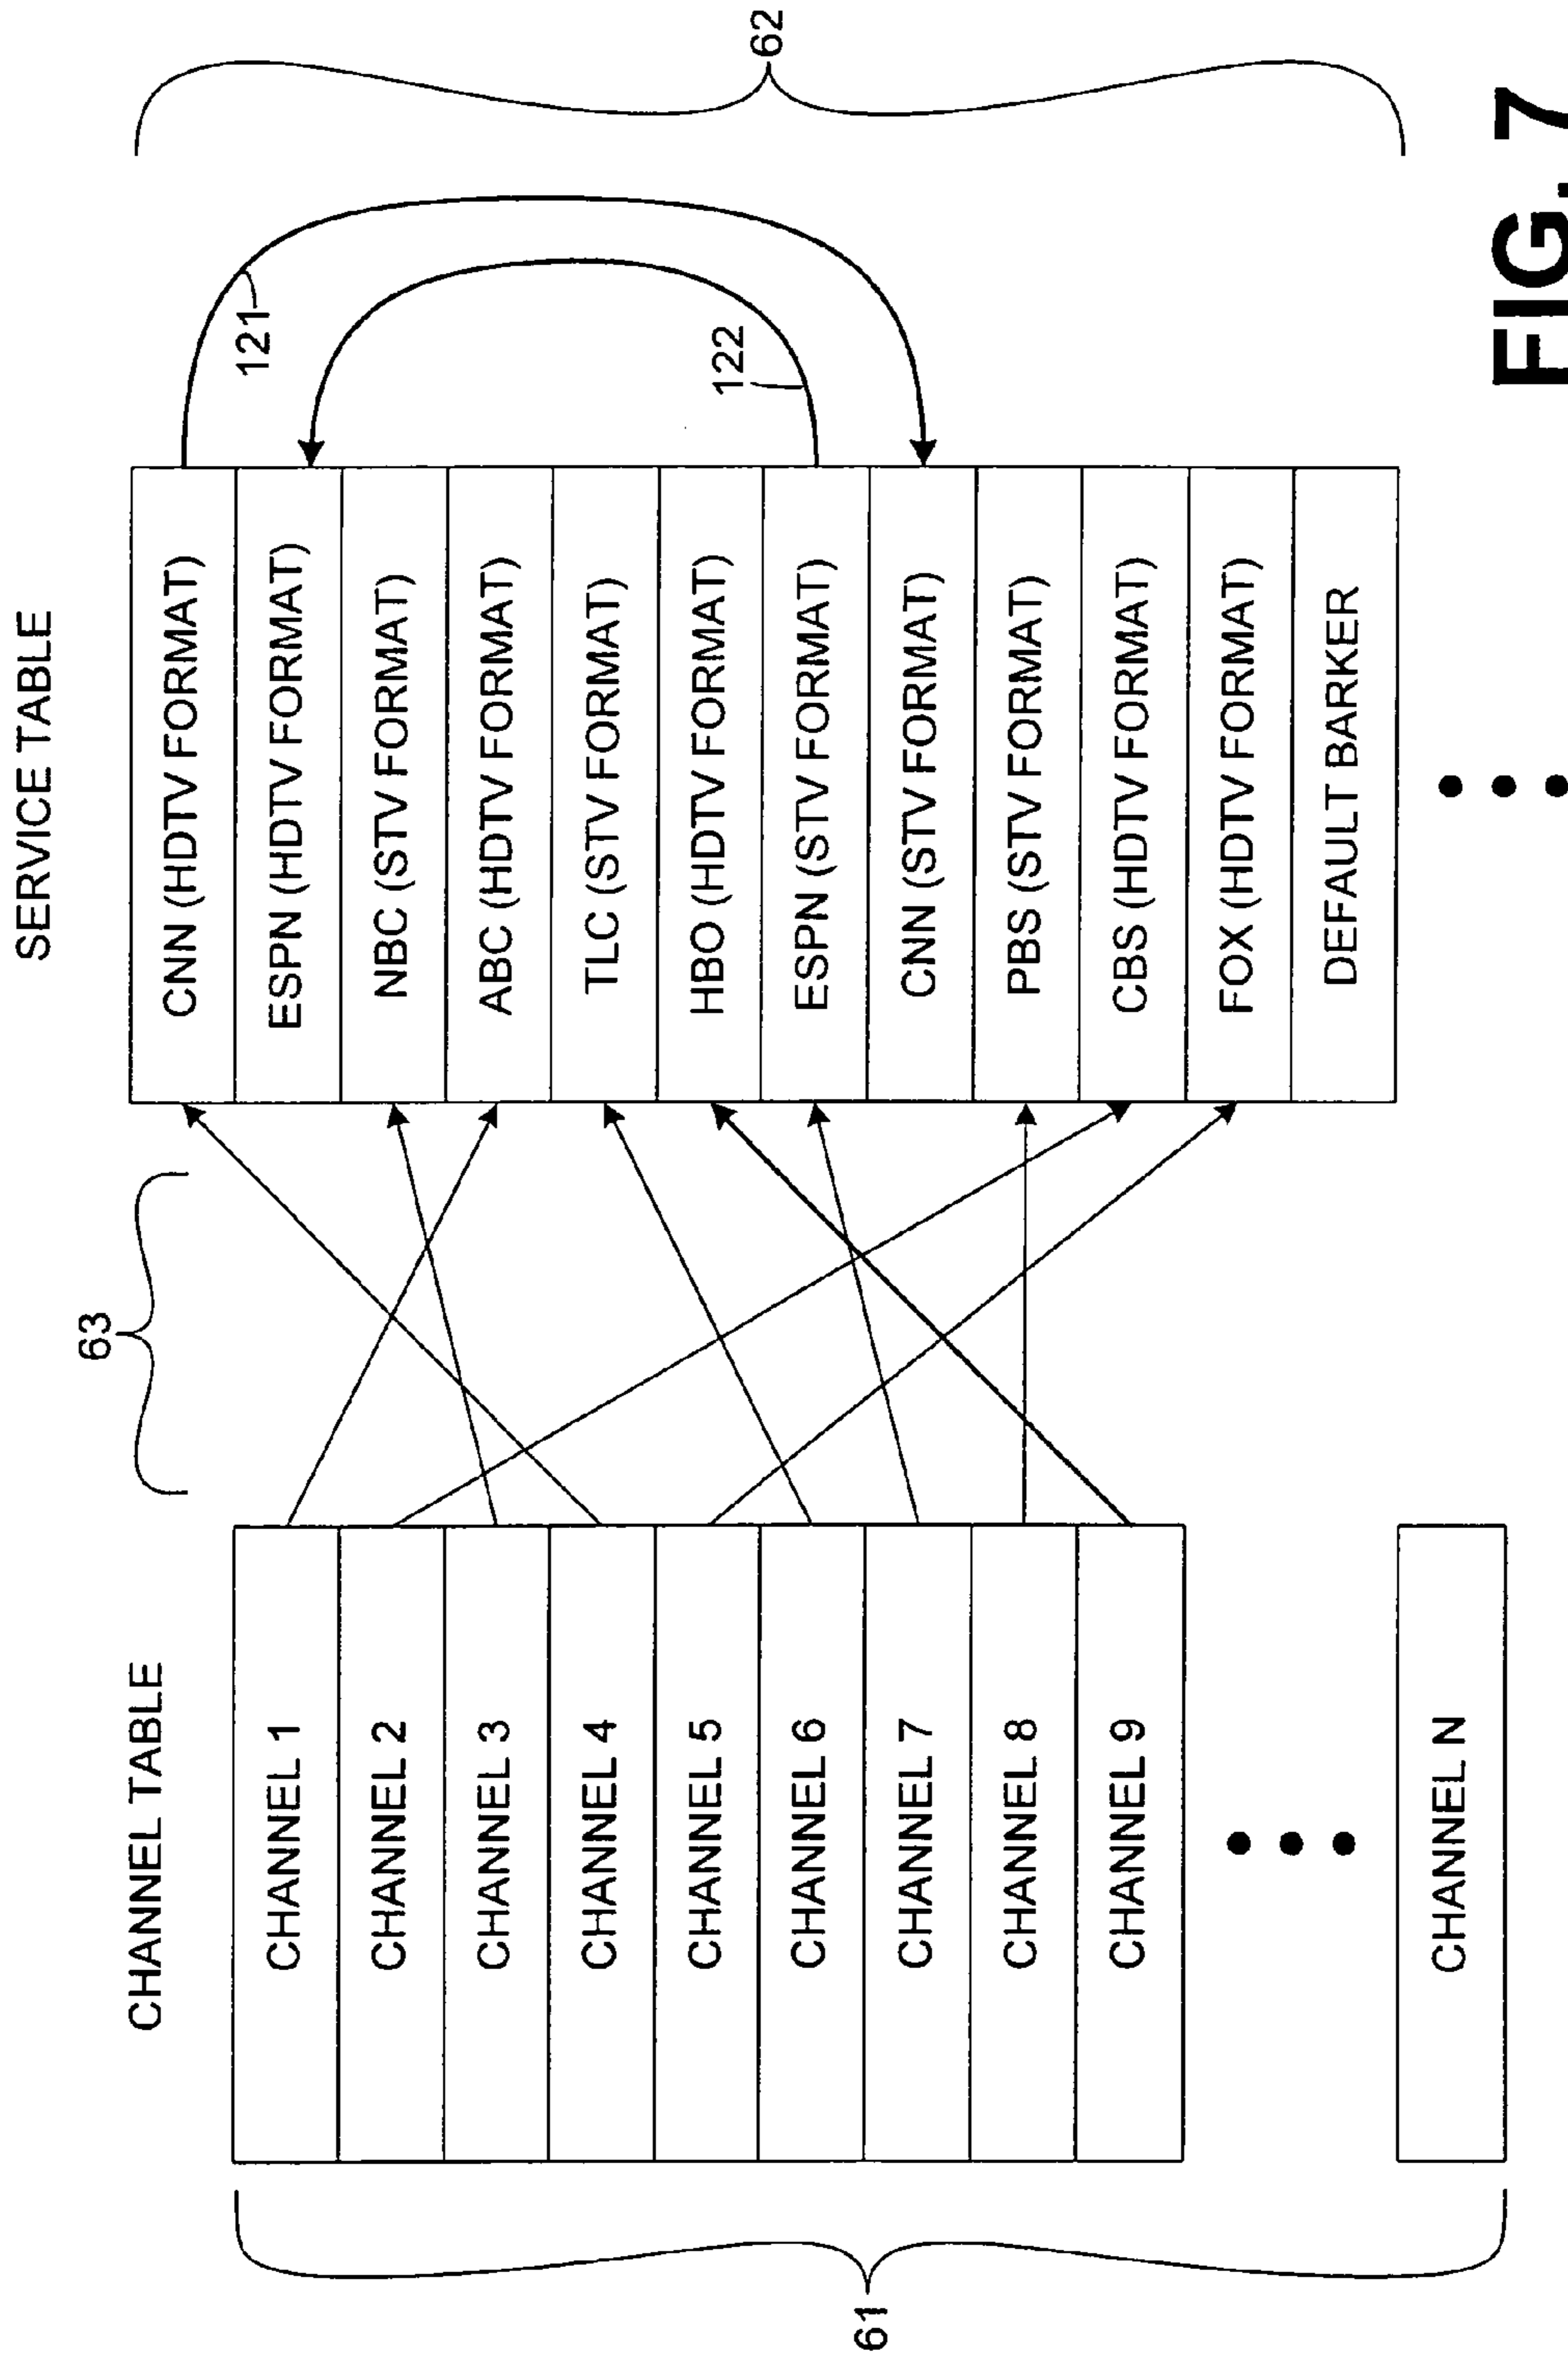 CHANNEL TABLE
CHANNEL 1
CHANNEL 2
CHANNEL 3
CHANNEL 4
CHANNEL 5
CHANNEL 6
CHANNEL 7
CHANNEL 8
CHANNEL 9
CHANNEL N
61
63
SERVICE TABLE
CNN (HDTV FORMAT)
ESPN (HDTV FORMAT)
NBC (STV FORMAT)
ABC (HDTV FORMAT)
TLC (STV FORMAT)
HBO (HDTV FORMAT)
ESPN (STV FORMAT)
CNN (STV FORMAT)
PBS (STV FORMAT)
CBS (HDTV FORMAT)
FOX (HDTV FORMAT)
DEFAULT BARKER
121
122
62
FIG. 7